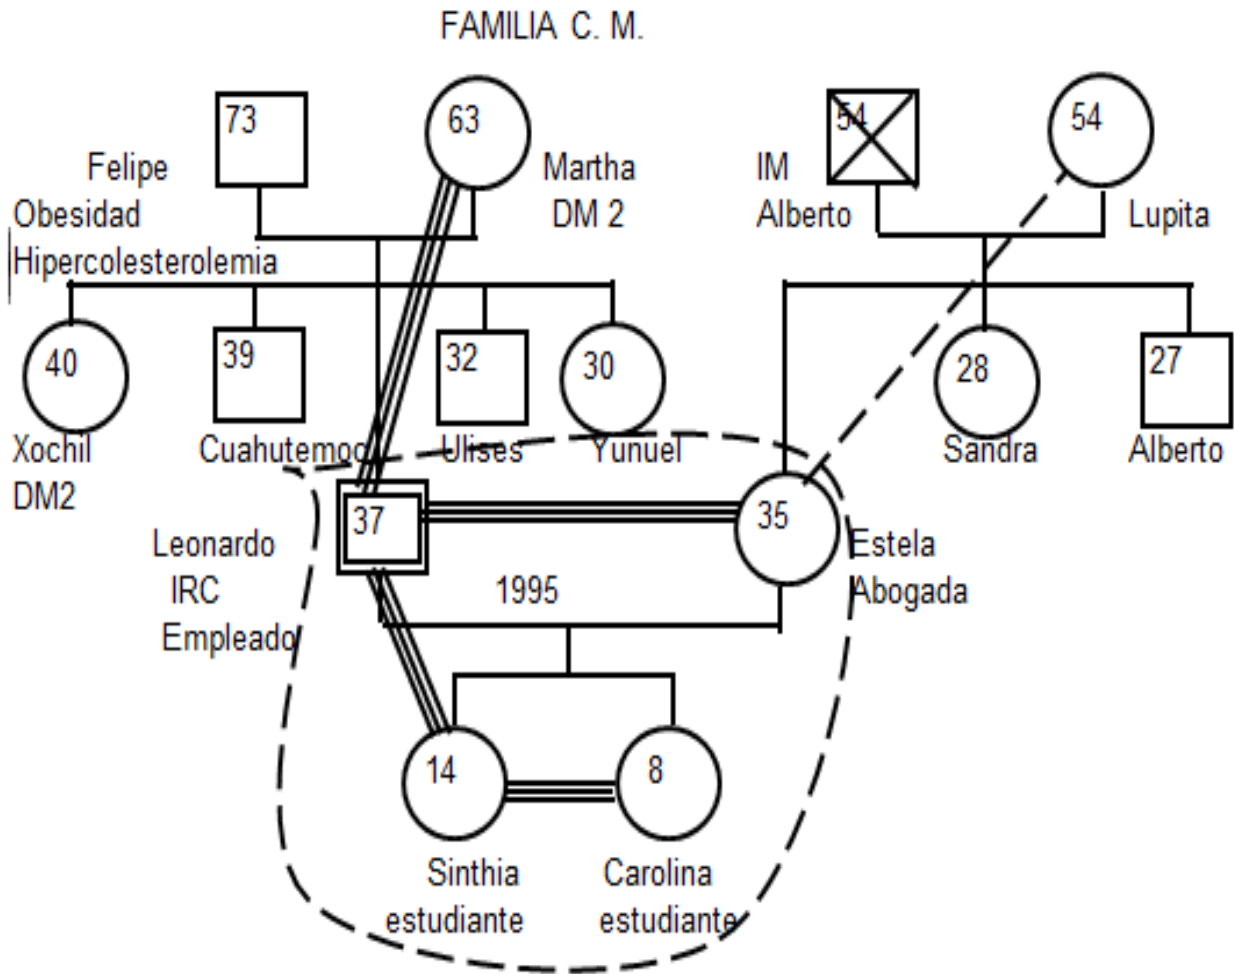 FAMILIA C. M.
73
63
54
54
Felipe
Martha
IM
Obesidad
DM 2
Alberto
Lupita
Hipercolesterolemia
40
39
32
30
28
27
Xochil
Cuahutemoc
Ulises
Yunuel
Sandra
Alberto
DM2
37
35
Leonardo
Estela
IRC
1995
Abogada
Empleado
14
8
Sinthia
Carolina
estudiante
estudiante